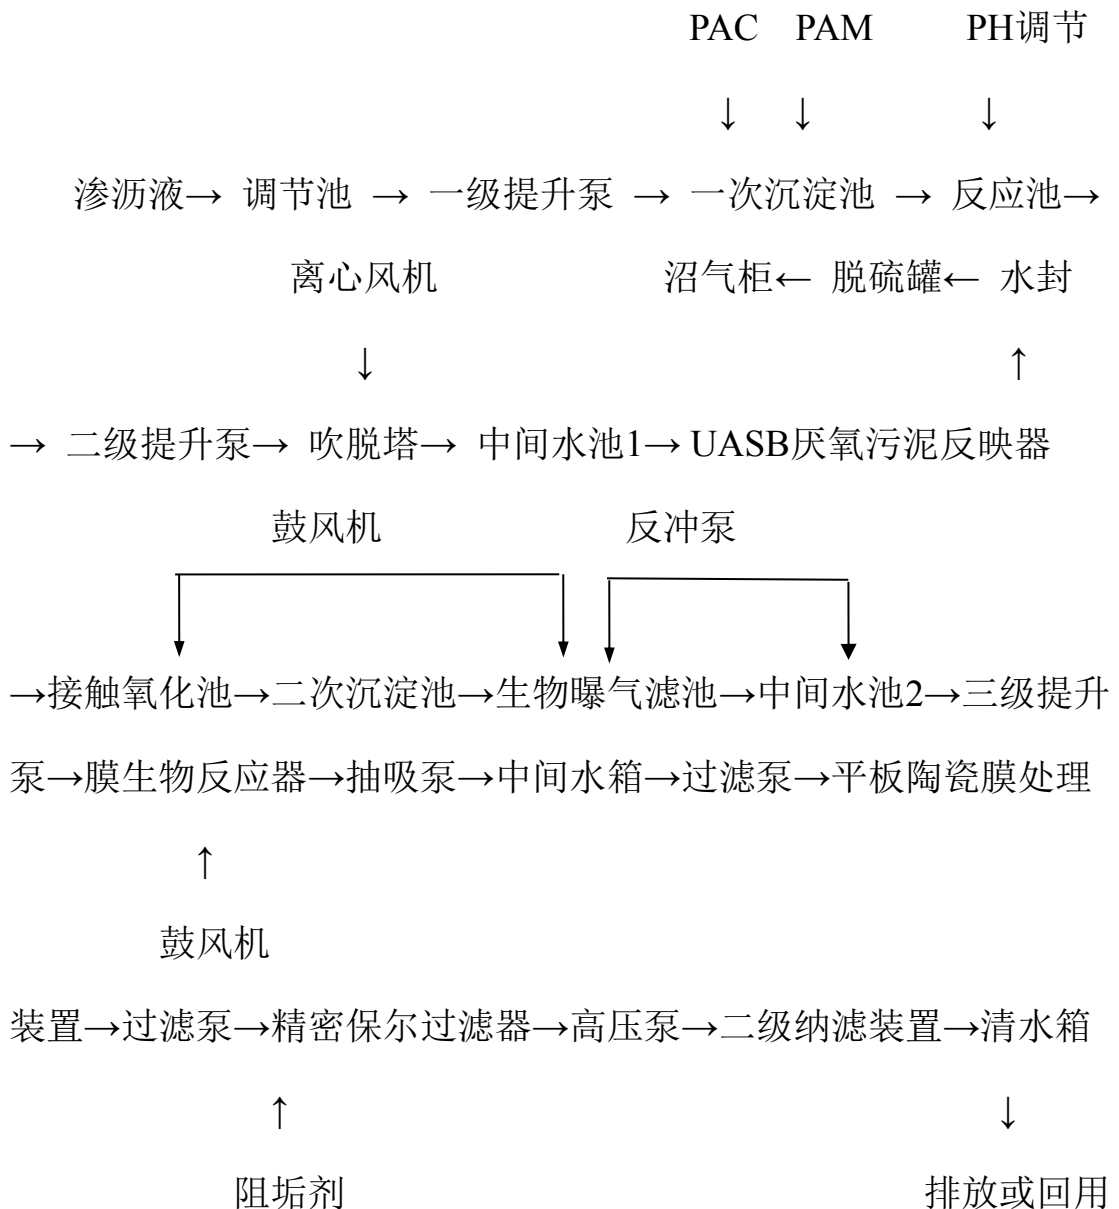 PAC PAM PH调节
↓ ↓ ↓
渗沥液→ 调节池 → 一级提升泵 → 一次沉淀池 → 反应池→
离心风机 沼气柜← 脱硫罐← 水封
↓ ↑
→ 二级提升泵→ 吹脱塔→ 中间水池1→ UASB厌氧污泥反映器
鼓风机 反冲泵
→接触氧化池→二次沉淀池→生物曝气滤池→中间水池2→三级提升
泵→膜生物反应器→抽吸泵→中间水箱→过滤泵→平板陶瓷膜处理
↑
鼓风机
装置→过滤泵→精密保尔过滤器→高压泵→二级纳滤装置→清水箱
↑ ↓
阻垢剂 排放或回用